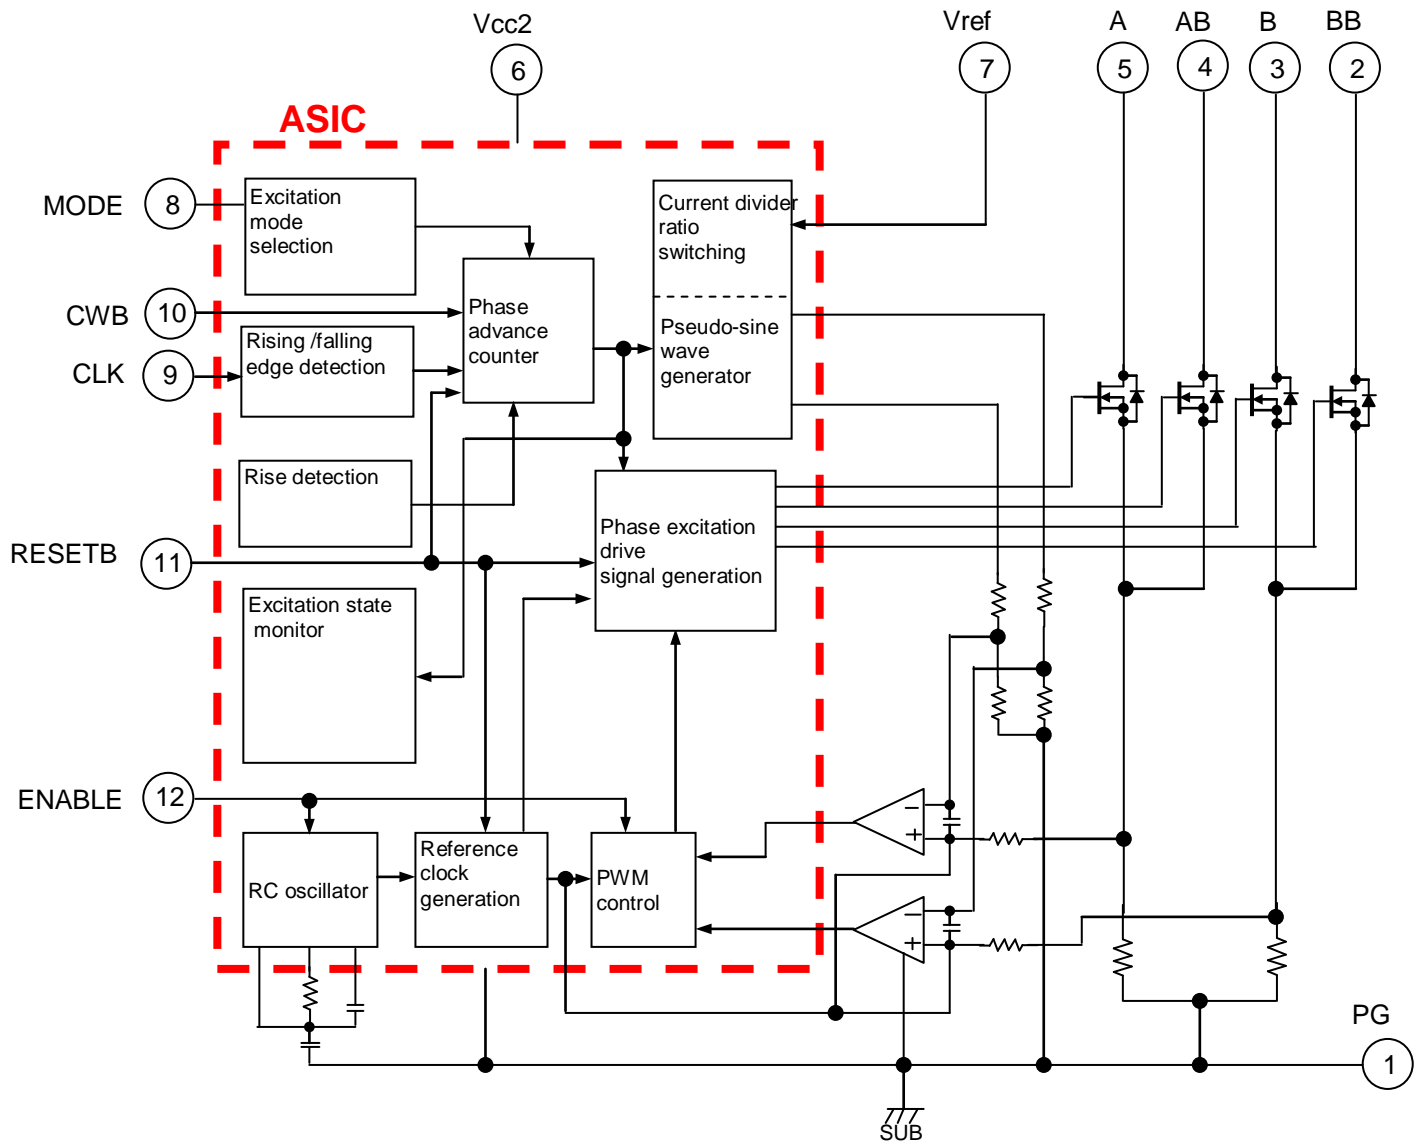 Vcc2
Vref
A
AB
B
BB
6
7
5
4
3
2
ASIC
MODE
8
Excitation
mode
selection
Current divider
ratio
switching
CWB
10
Phase
advance
counter
Pseudo-sine
wave
generator
CLK
9
Rising /falling
edge detection
Rise detection
RESETB
11
Phase excitation
drive
signal generation
Excitation state
monitor
ENABLE
12
RC oscillator
Reference
clock
generation
PWM
control
−
+
−
+
PG
1
SUB